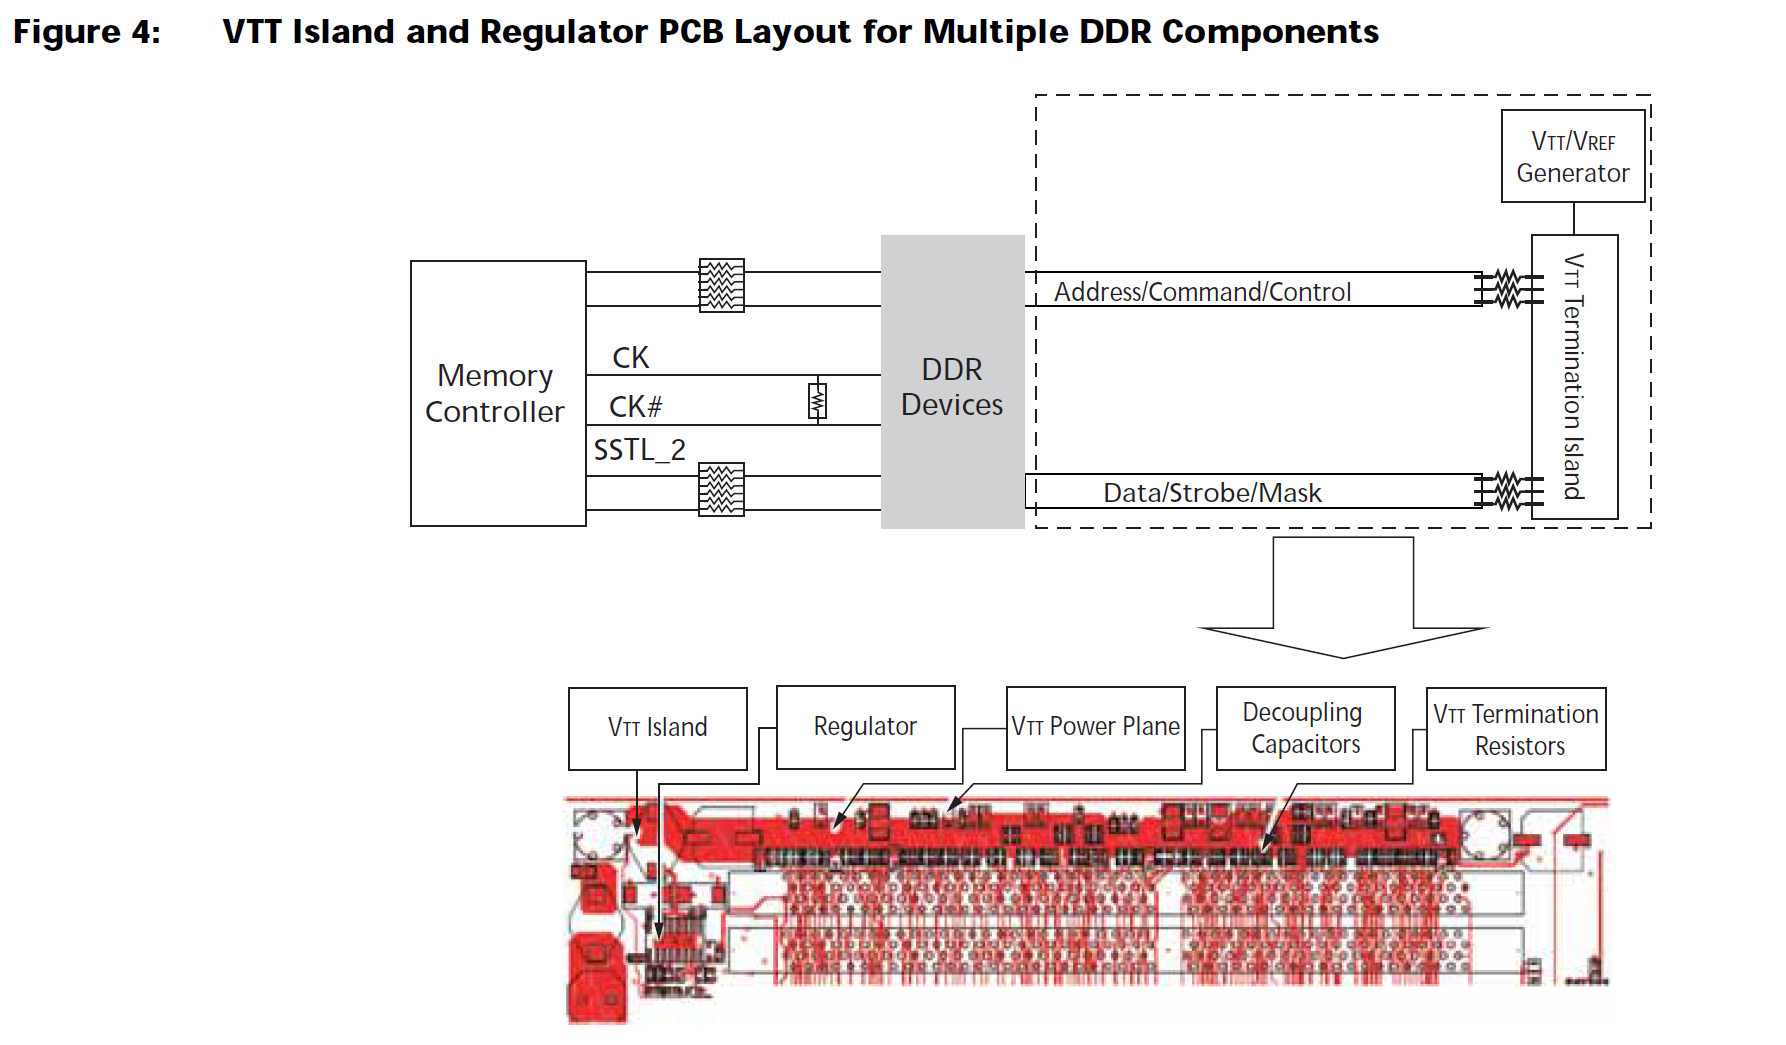 Figure 4: VTT Island and Regulator PCB Layout for Multiple DDR Components
VTT/VREF
Generator
Address/Command/Control
VTT Termination Island
CK
Memory
Controller
CK#
DDR
Devices
SSTL_2
Data/Strobe/Mask
VTT Island
Regulator
VTT Power Plane
Decoupling
Capacitors
VTT Termination
Resistors